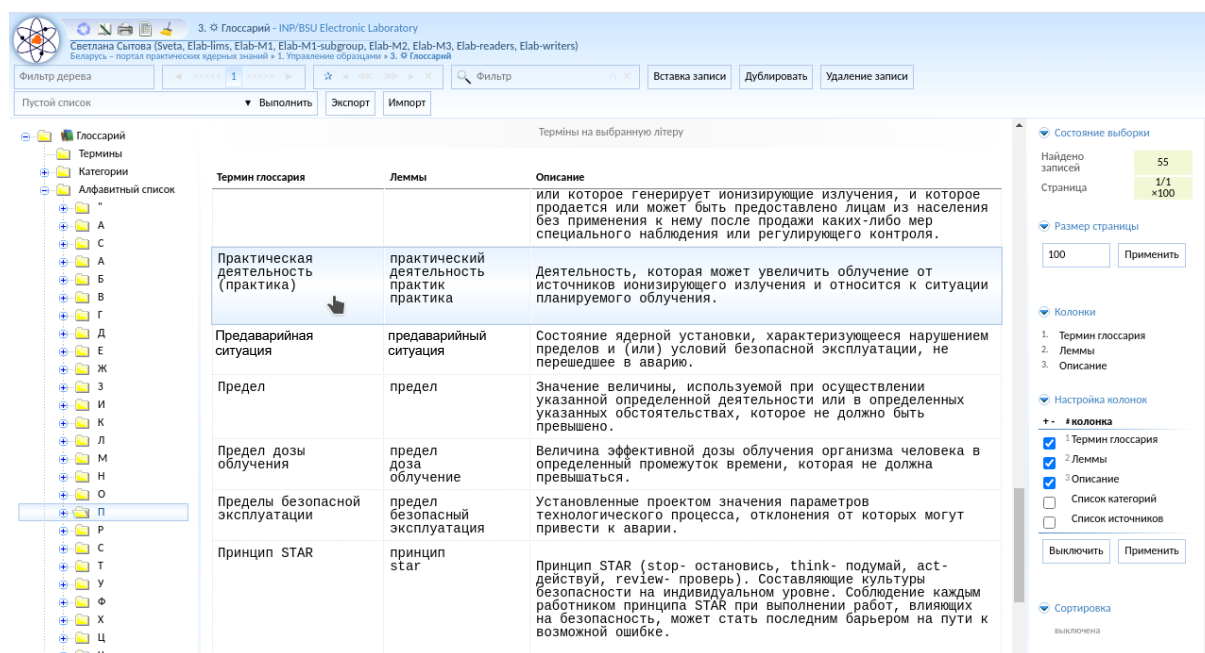 3. ✡ Глоссарий - INP/BSU Electronic Laboratory
Светлана Сытова (Sveta, Elab-lims, Elab-M1, Elab-M1-subgroup, Elab-M2, Elab-M3, Elab-readers, Elab-writers)
Беларусь – портал практических ядерных знаний » 1. Управление образцами » 3. ✡ Глоссарий
Фильтр дерева
◄ <<<<< 1 >>>>> ►
Фильтр
Вставка записи
Дублировать
Удаление записи
Пустой список
▼ Выполнить
Экспорт
Импорт
Глоссарий
Термины
Категории
Алфавитный список
"
A
C
А
Б
В
Г
Д
Е
Ж
З
И
К
Л
М
Н
О
П
Р
С
Т
У
Ф
Х
Ц
Терміны на выбранную літеру
Термин глоссария Леммы Описание
или которое генерирует ионизирующие излучения, и которое
продается или может быть предоставлено лицам из населения
без применения к нему после продажи каких-либо мер
специального наблюдения или регулирующего контроля.
Практическая
деятельность
(практика)
практический
деятельность
практик
практика
Деятельность, которая может увеличить облучение от
источников ионизирующего излучения и относится к ситуации
планируемого облучения.
Предаварийная
ситуация
предаварийный
ситуация
Состояние ядерной установки, характеризующееся нарушением
пределов и (или) условий безопасной эксплуатации, не
перешедшее в аварию.
Предел
предел
Значение величины, используемой при осуществлении
указанной определенной деятельности или в определенных
указанных обстоятельствах, которое не должно быть
превышено.
Предел дозы
облучения
предел
доза
облучение
Величина эффективной дозы облучения организма человека в
определенный промежуток времени, которая не должна
превышаться.
Пределы безопасной
эксплуатации
предел
безопасный
эксплуатация
Установленные проектом значения параметров
технологического процесса, отклонения от которых могут
привести к аварии.
Принцип STAR
принцип
star
Принцип STAR (stop- остановись, think- подумай, act-
действуй, review- проверь). Составляющие культуры
безопасности на индивидуальном уровне. Соблюдение каждым
работником принципа STAR при выполнении работ, влияющих
на безопасность, может стать последним барьером на пути к
возможной ошибке.
Состояние выборки
Найдено
записей
55
Страница
1/1
×100
Размер страницы
100
Применить
Колонки
1. Термин глоссария
2. Леммы
3. Описание
Настройка колонок
+ - # колонка
1 Термин глоссария
2 Леммы
3 Описание
Список категорий
Список источников
Выключить
Применить
Сортировка
выключена